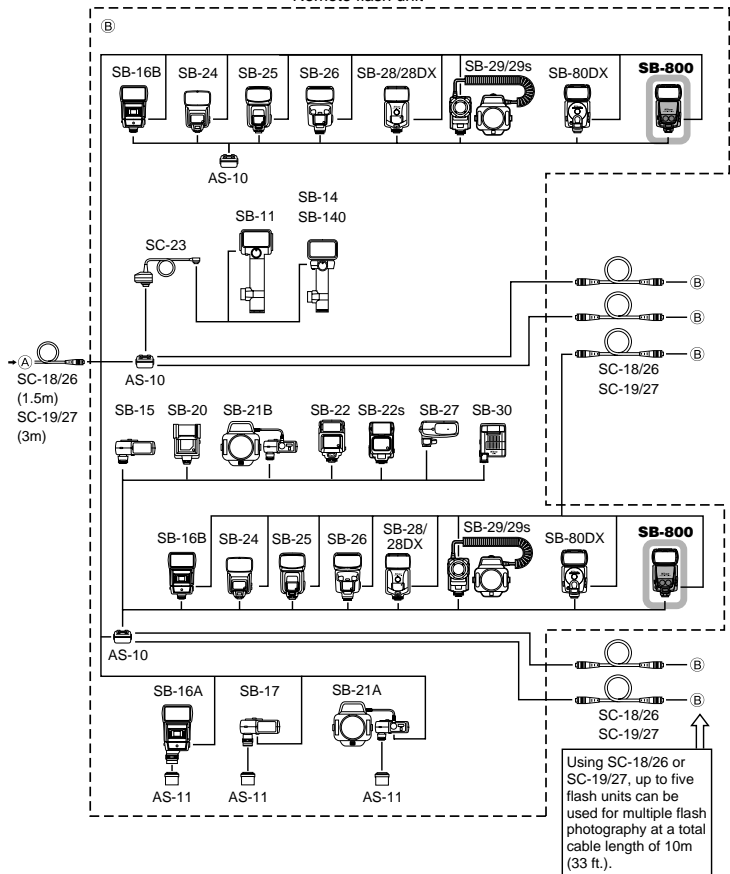 Remote flash unit
Ⓑ
SB-16B SB-24 SB-25 SB-26 SB-28/28DX SB-29/29s SB-80DX SB-800
AS-10
SB-14
SB-140
SB-11
SC-23
Ⓑ
Ⓑ
Ⓑ
SC-18/26
SC-19/27
Ⓐ
SC-18/26
(1.5m)
SC-19/27
(3m)
AS-10
SB-15 SB-20 SB-21B SB-22 SB-22s SB-27 SB-30
SB-16B SB-24 SB-25 SB-26 SB-28/
28DX
SB-29/29s SB-80DX SB-800
AS-10
Ⓑ
Ⓑ
SC-18/26
SC-19/27
SB-16A SB-17 SB-21A
AS-11 AS-11 AS-11
Using SC-18/26 or
SC-19/27, up to five
flash units can be
used for multiple flash
photography at a total
cable length of 10m
(33 ft.).